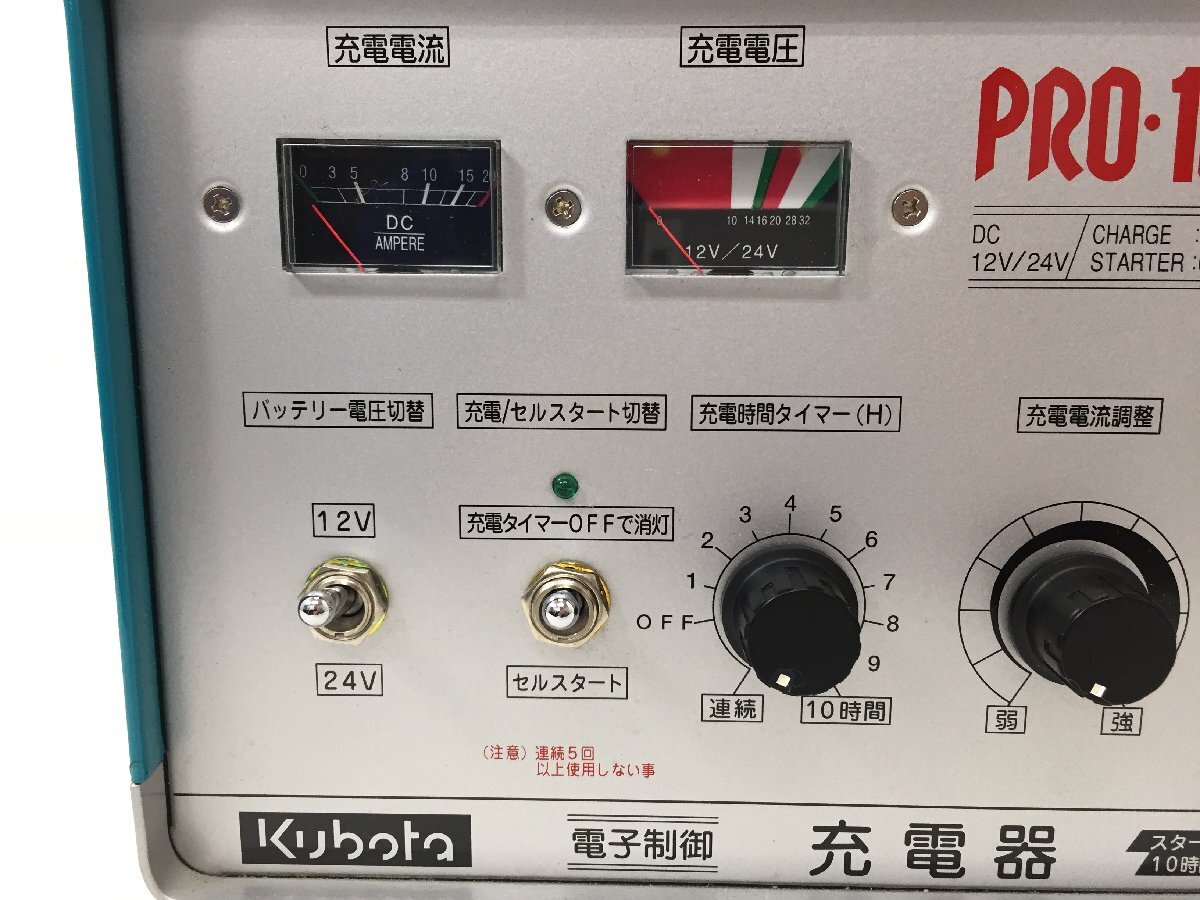 充電電流
充電電圧
PRO・1
0 3 5 8 10 15 20
DC
AMPERE
0 10 14 16 20 28 32
12V/24V
DC
12V/24V
CHARGE :
STARTER :
バッテリー電圧切替
充電/セルスタート切替
充電時間タイマー(H)
充電電流調整
12V
24V
充電タイマーOFFで消灯
セルスタート
OFF 1 2 3 4 5 6 7 8 9
連続
10時間
弱
強
(注意) 連続5回
以上使用しない事
Kubota
電子制御
充電器
スター
10時間